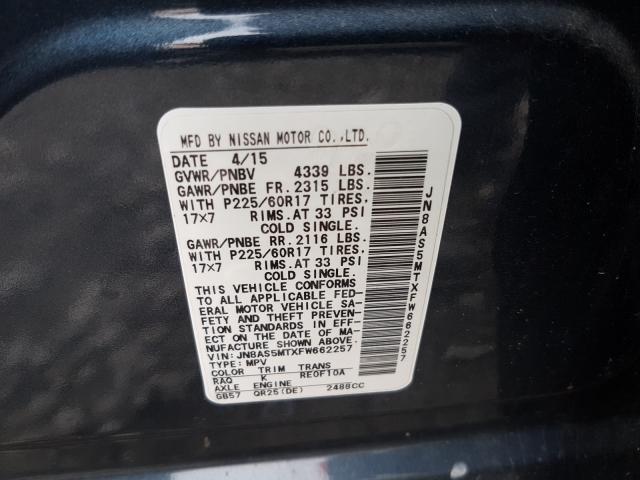 MFD BY NISSAN MOTOR CO.,LTD.
DATE 4/15
GVWR/PNBV 4339 LBS.
GAWR/PNBE FR. 2315 LBS.
WITH P225/60R17 TIRES,
17x7 RIMS.AT 33 PSI
COLD SINGLE.
GAWR/PNBE RR. 2116 LBS.
WITH P225/60R17 TIRES,
17x7 RIMS.AT 33 PSI
COLD SINGLE.
THIS VEHICLE CONFORMS
TO ALL APPLICABLE FED-
ERAL MOTOR VEHICLE SA-
FETY AND THEFT PREVEN-
TION STANDARDS IN EFF-
ECT ON THE DATE OF MA-
NUFACTURE SHOWN ABOVE.
VIN: JN8AS5MTXFW662257
TYPE: MPV
COLOR TRIM TRANS
RAQ K RE0F10A
AXLE ENGINE
GB57 QR25(DE) 2488CC
JN8AS5MTXFW662257